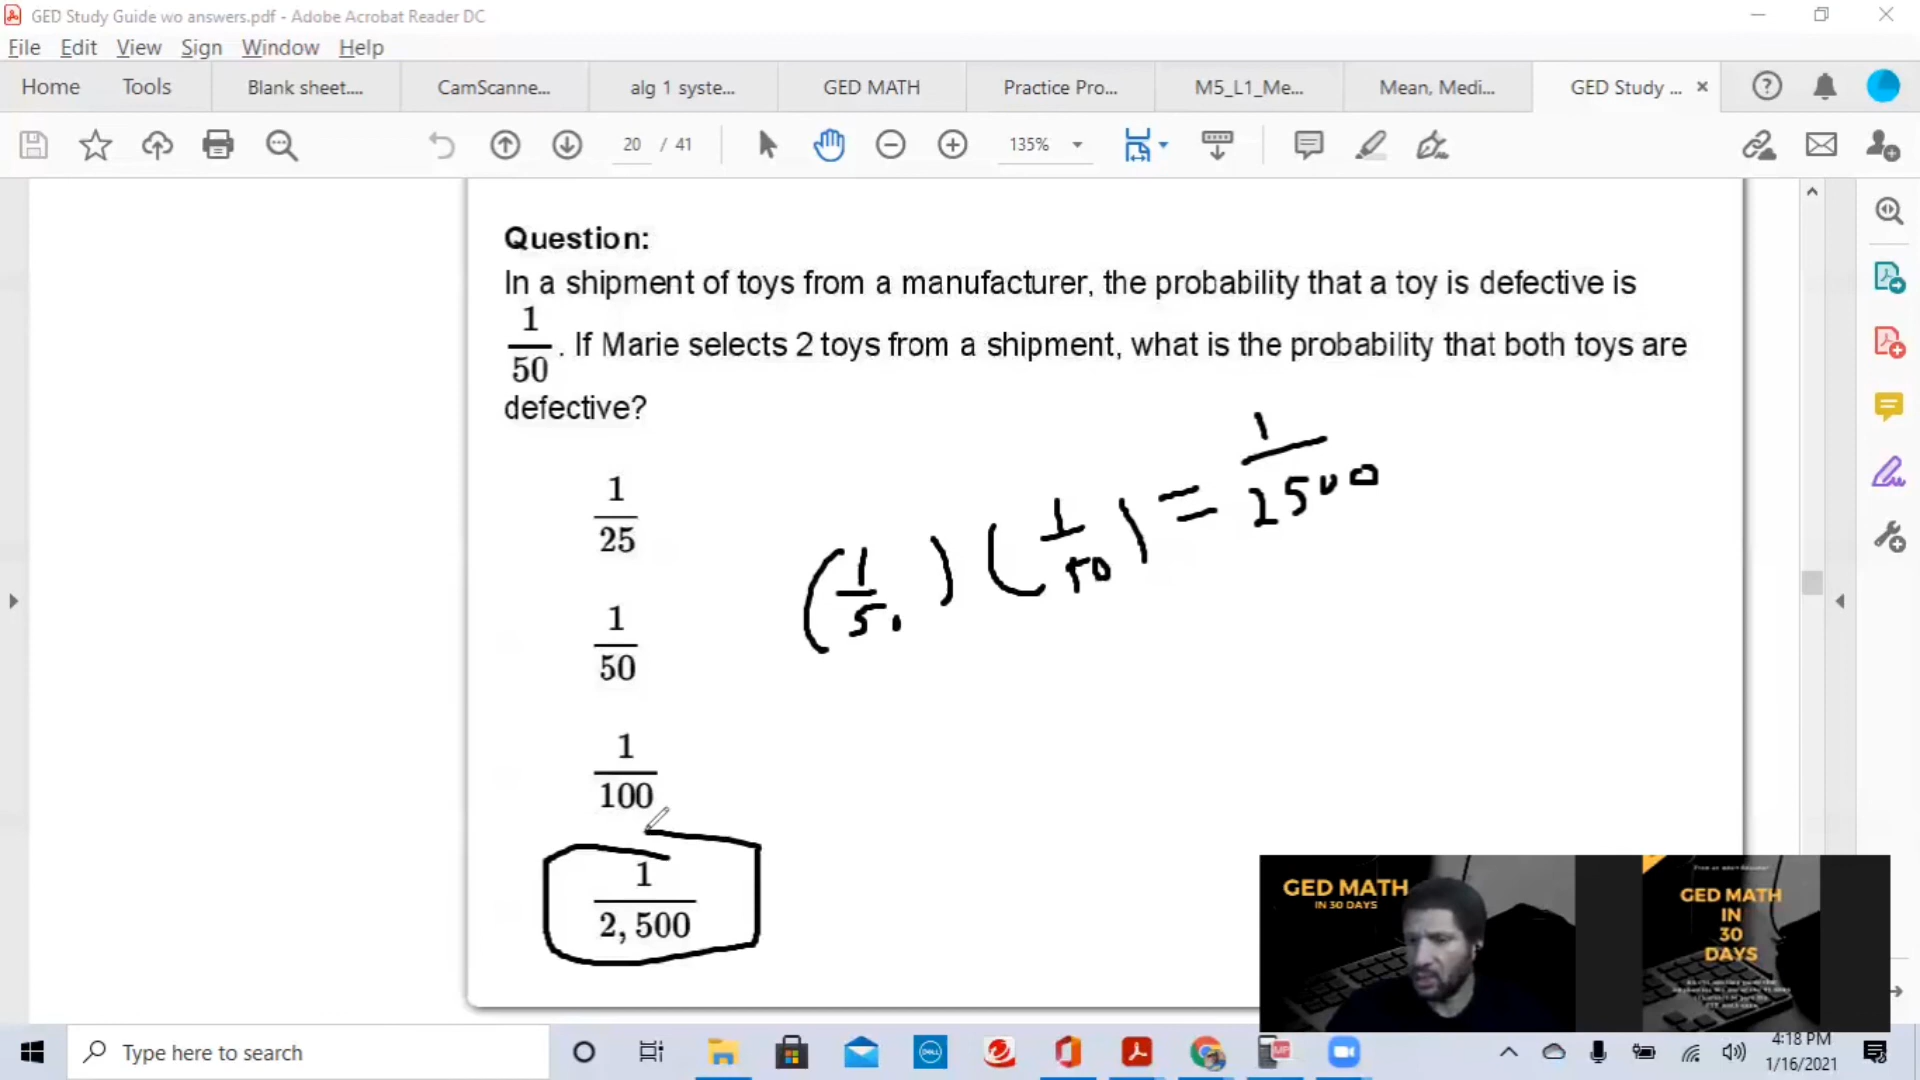 GED Study Guide wo answers.pdf - Adobe Acrobat Reader DC
File Edit View Sign Window Help
Home Tools Blank sheet.... CamScanne... alg 1 syste... GED MATH Practice Pro... M5_L1_Me... Mean, Medi... GED Study ... ×
20 / 41 135%
Question:
In a shipment of toys from a manufacturer, the probability that a toy is defective is
1/50. If Marie selects 2 toys from a shipment, what is the probability that both toys are
defective?
(1/50)(1/50) = 1/2500
1/25
1/50
1/100
1/2,500
GED MATH
IN 30 DAYS
GED MATH
IN
30
DAYS
Type here to search
DELL
4:18 PM
1/16/2021